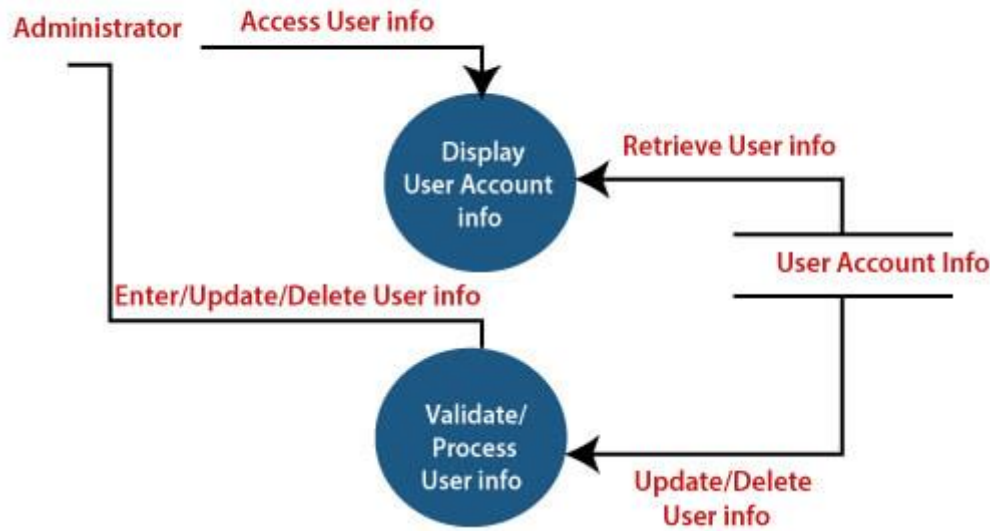 Administrator
Access User info
Display
User Account
info
Retrieve User info
User Account Info
Enter/Update/Delete User info
Validate/
Process
User info
Update/Delete
User info